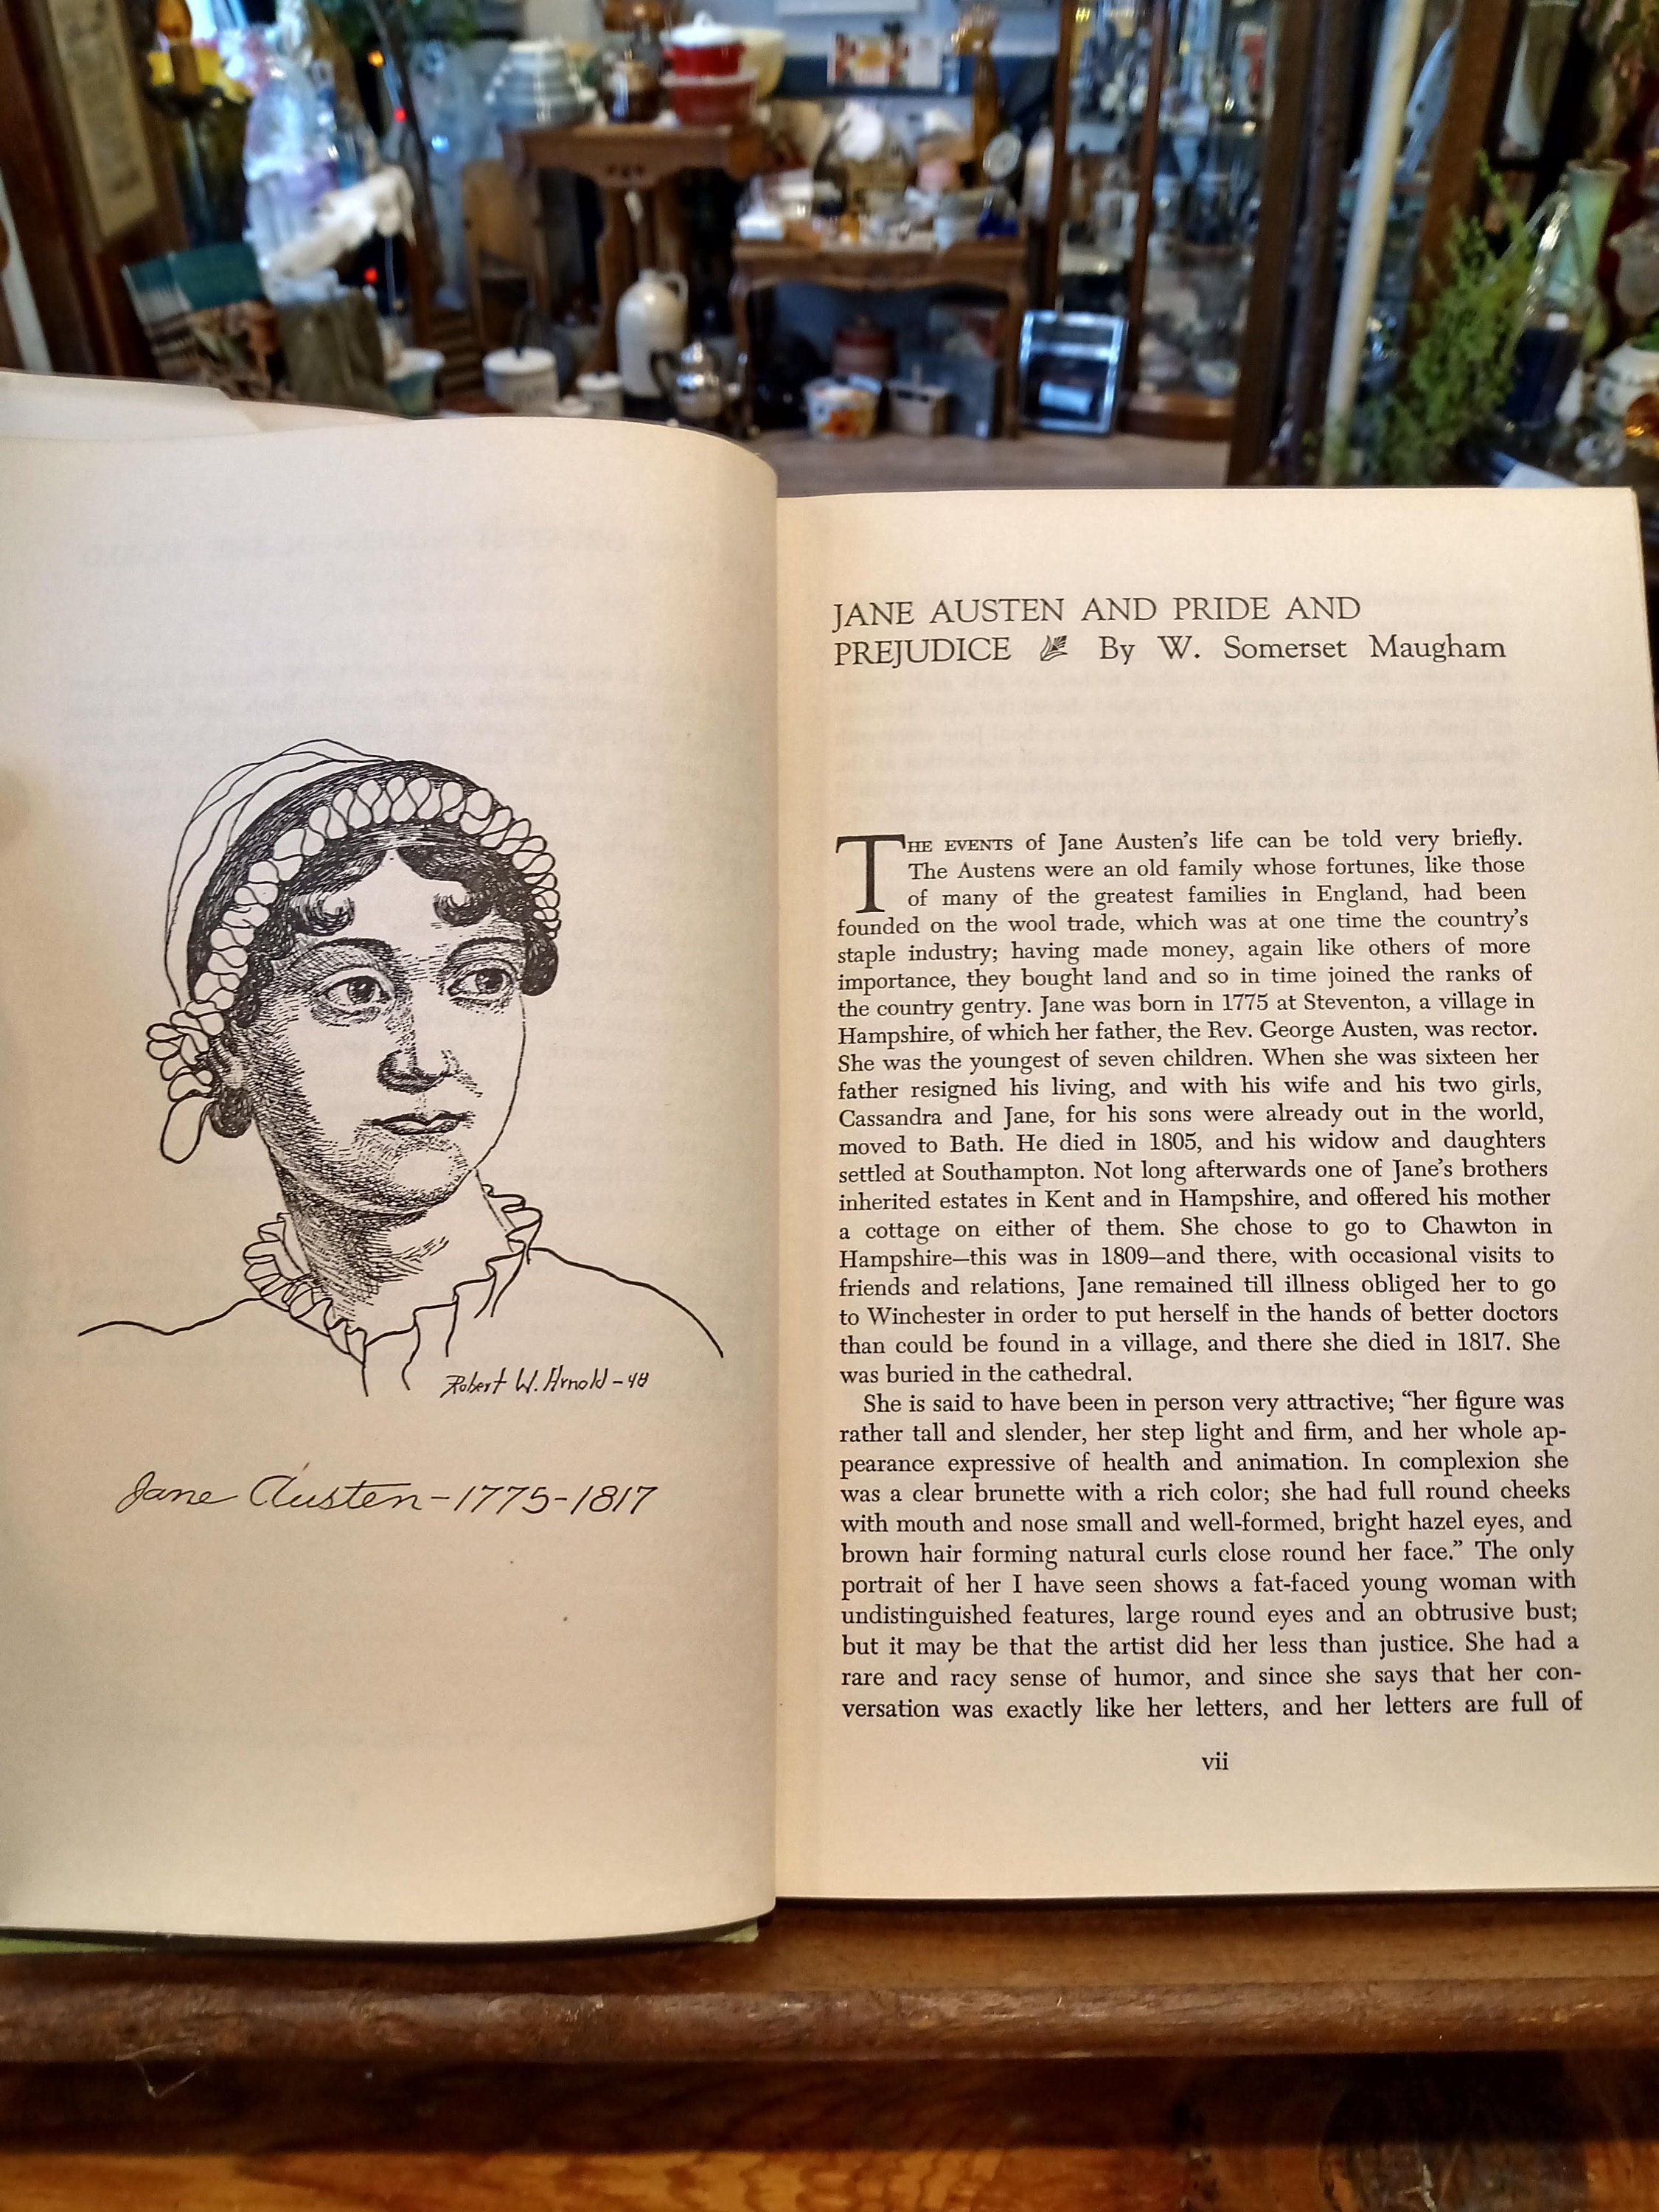 Robert W. Arnold-48
Jane Austen-1775-1817
JANE AUSTEN AND PRIDE AND
PREJUDICE By W. Somerset Maugham
THE EVENTS of Jane Austen's life can be told very briefly.
The Austens were an old family whose fortunes, like those
of many of the greatest families in England, had been
founded on the wool trade, which was at one time the country's
staple industry; having made money, again like others of more
importance, they bought land and so in time joined the ranks of
the country gentry. Jane was born in 1775 at Steventon, a village in
Hampshire, of which her father, the Rev. George Austen, was rector.
She was the youngest of seven children. When she was sixteen her
father resigned his living, and with his wife and his two girls,
Cassandra and Jane, for his sons were already out in the world,
moved to Bath. He died in 1805, and his widow and daughters
settled at Southampton. Not long afterwards one of Jane's brothers
inherited estates in Kent and in Hampshire, and offered his mother
a cottage on either of them. She chose to go to Chawton in
Hampshire—this was in 1809—and there, with occasional visits to
friends and relations, Jane remained till illness obliged her to go
to Winchester in order to put herself in the hands of better doctors
than could be found in a village, and there she died in 1817. She
was buried in the cathedral.
She is said to have been in person very attractive; “her figure was
rather tall and slender, her step light and firm, and her whole ap-
pearance expressive of health and animation. In complexion she
was a clear brunette with a rich color; she had full round cheeks
with mouth and nose small and well-formed, bright hazel eyes, and
brown hair forming natural curls close round her face.” The only
portrait of her I have seen shows a fat-faced young woman with
undistinguished features, large round eyes and an obtrusive bust;
but it may be that the artist did her less than justice. She had a
rare and racy sense of humor, and since she says that her con-
versation was exactly like her letters, and her letters are full of
vii